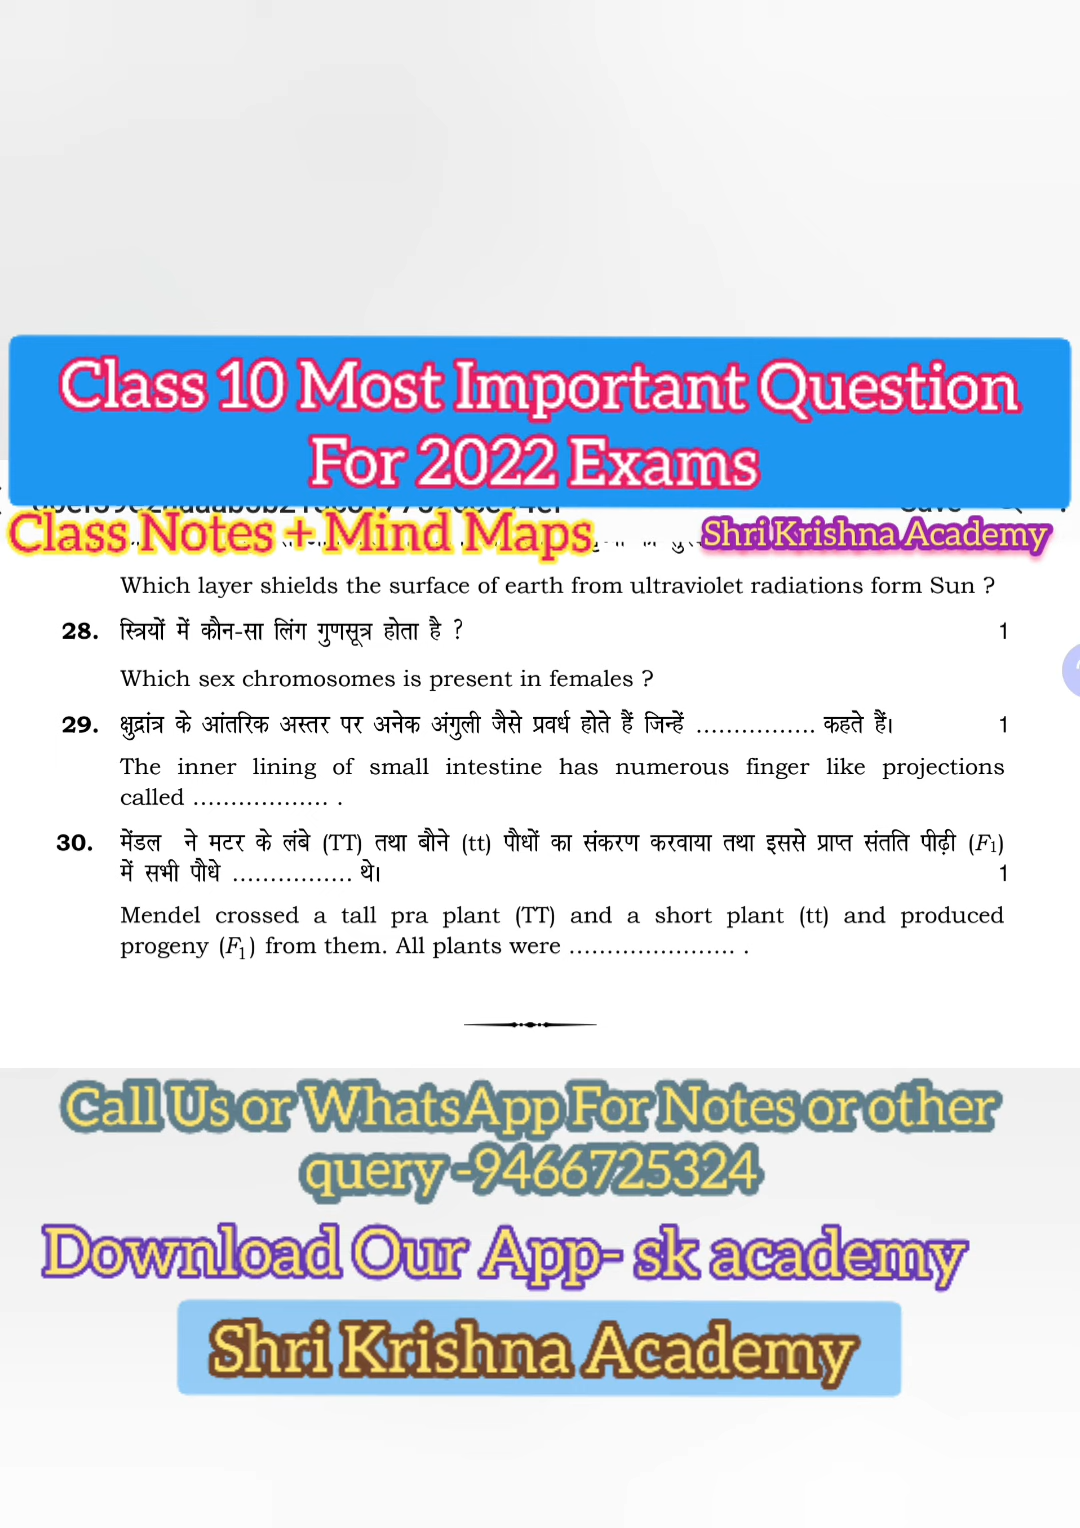 Class 10 Most Important Question
For 2022 Exams
Save
Class Notes + Mind Maps
Shri Krishna Academy
Which layer shields the surface of earth from ultraviolet radiations form Sun ?
28. स्त्रियों में कौन-सा लिंग गुणसूत्र होता है ? 1
Which sex chromosomes is present in females ?
29. क्षुद्रांत्र के आंतरिक अस्तर पर अनेक अंगुली जैसे प्रवर्ध होते हैं जिन्हें ................ कहते हैं। 1
The inner lining of small intestine has numerous finger like projections
called .................. .
30. मेंडल ने मटर के लंबे (TT) तथा बौने (tt) पौधों का संकरण करवाया तथा इससे प्राप्त संतति पीढ़ी (F₁)
में सभी पौधे ................ थे। 1
Mendel crossed a tall pra plant (TT) and a short plant (tt) and produced
progeny (F₁) from them. All plants were ...................... .
Call Us or WhatsApp For Notes or other
query -9466725324
Download Our App- sk academy
Shri Krishna Academy